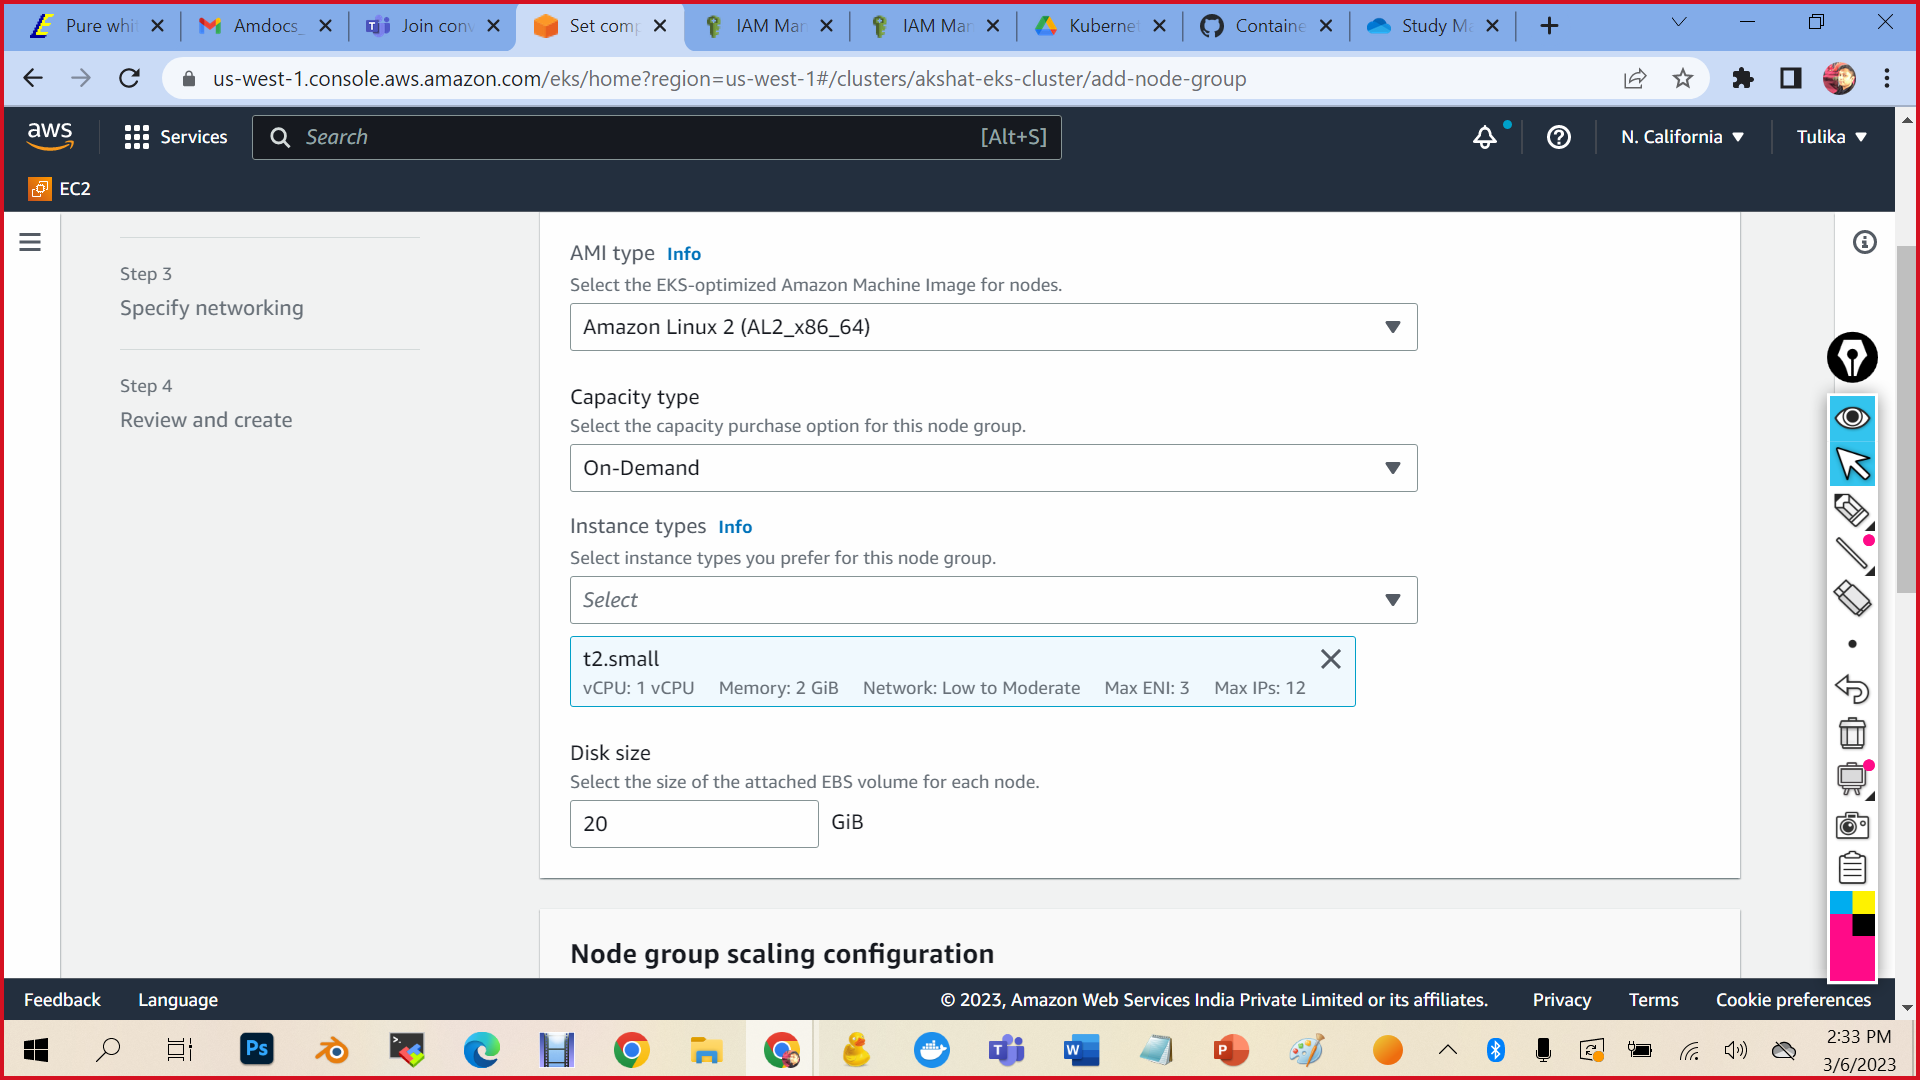 Pure whi
Amdocs_
Join conv
Set comp
IAM Man
IAM Man
Kuberne
Containe
Study Ma
us-west-1.console.aws.amazon.com/eks/home?region=us-west-1#/clusters/akshat-eks-cluster/add-node-group
aws
Services
Search
[Alt+S]
N. California
Tulika
EC2
Step 3
Specify networking
Step 4
Review and create
AMI type Info
Select the EKS-optimized Amazon Machine Image for nodes.
Amazon Linux 2 (AL2_x86_64)
Capacity type
Select the capacity purchase option for this node group.
On-Demand
Instance types Info
Select instance types you prefer for this node group.
Select
t2.small
vCPU: 1 vCPU Memory: 2 GiB Network: Low to Moderate Max ENI: 3 Max IPs: 12
Disk size
Select the size of the attached EBS volume for each node.
20 GiB
Node group scaling configuration
Feedback Language © 2023, Amazon Web Services India Private Limited or its affiliates. Privacy Terms Cookie preferences
Ps
2:33 PM
3/6/2023